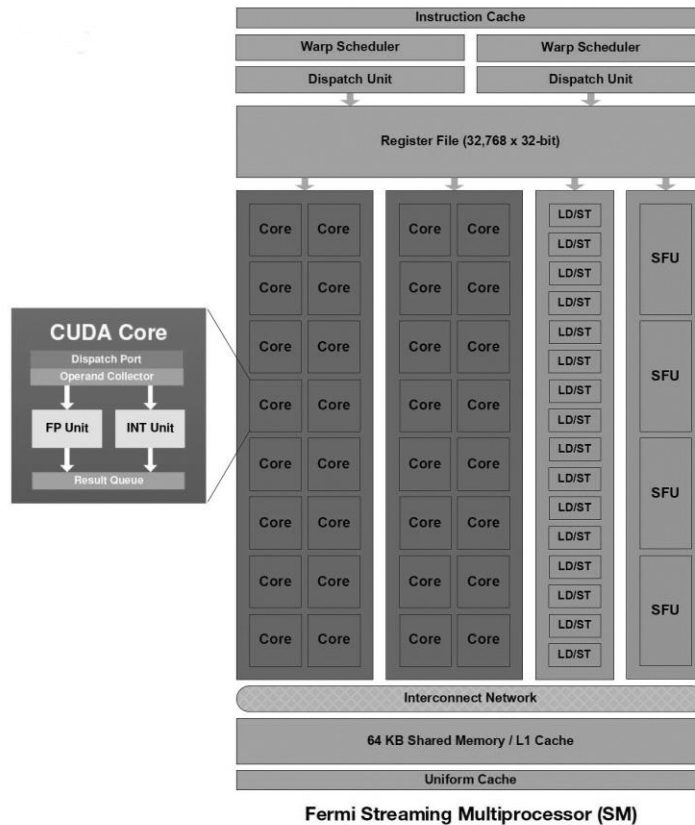 Instruction Cache
Warp Scheduler Warp Scheduler
Dispatch Unit Dispatch Unit
Register File (32,768 x 32-bit)
Core Core Core Core LD/ST SFU
LD/ST
Core Core Core Core LD/ST
LD/ST
Core Core Core Core LD/ST SFU
LD/ST
Core Core Core Core LD/ST
LD/ST
Core Core Core Core LD/ST SFU
LD/ST
Core Core Core Core LD/ST
LD/ST
Core Core Core Core LD/ST SFU
LD/ST
Core Core Core Core LD/ST
LD/ST
CUDA Core
Dispatch Port
Operand Collector
FP Unit INT Unit
Result Queue
Interconnect Network
64 KB Shared Memory / L1 Cache
Uniform Cache
Fermi Streaming Multiprocessor (SM)